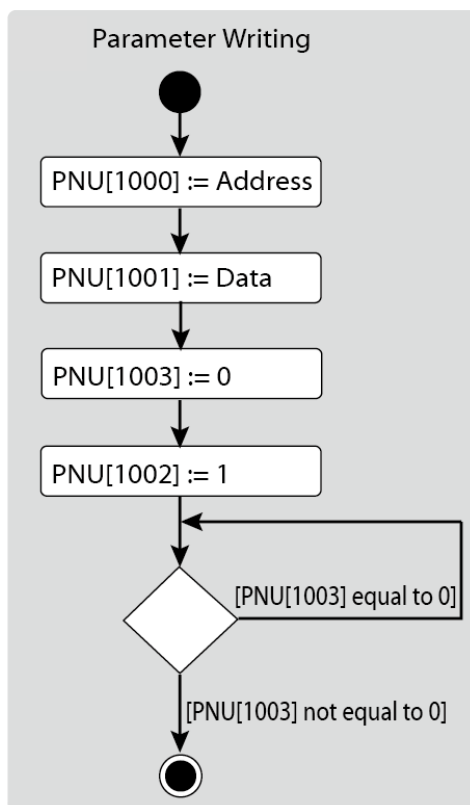 Parameter Writing
PNU[1000] := Address
PNU[1001] := Data
PNU[1003] := 0
PNU[1002] := 1
[PNU[1003] equal to 0]
[PNU[1003] not equal to 0]